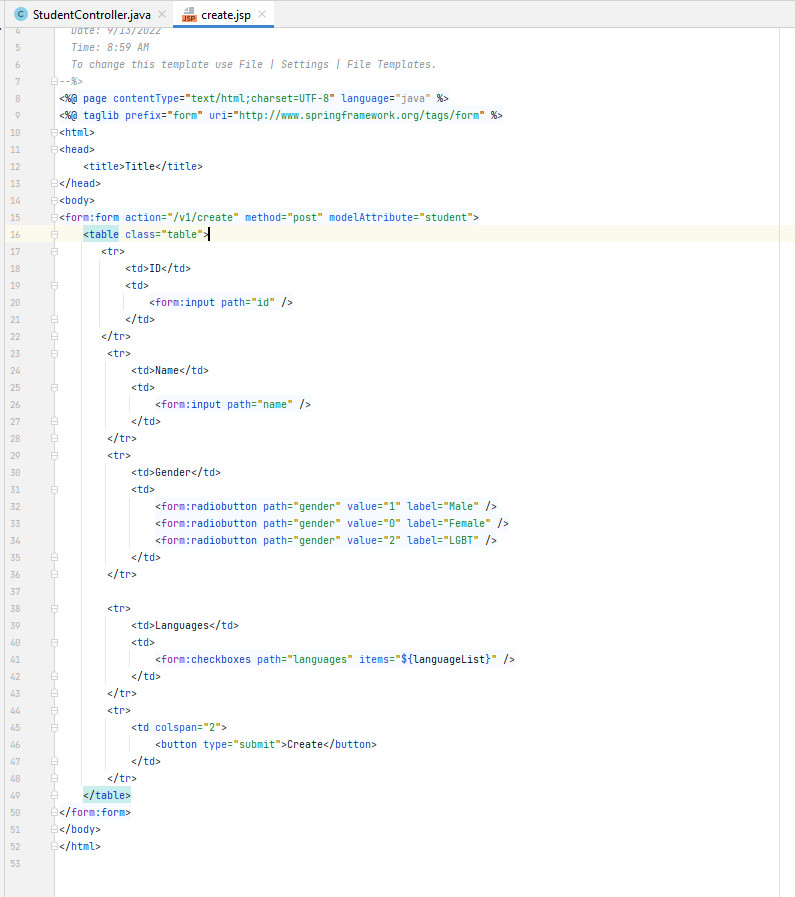 StudentController.java
create.jsp
4 Date: 9/13/2022
5 Time: 8:59 AM
6 To change this template use File | Settings | File Templates.
7 --%>
8 <%@ page contentType="text/html;charset=UTF-8" language="java" %>
9 <%@ taglib prefix="form" uri="http://www.springframework.org/tags/form" %>
10 <html>
11 <head>
12 <title>Title</title>
13 </head>
14 <body>
15 <form:form action="/v1/create" method="post" modelAttribute="student">
16 <table class="table">
17 <tr>
18 <td>ID</td>
19 <td>
20 <form:input path="id" />
21 </td>
22 </tr>
23 <tr>
24 <td>Name</td>
25 <td>
26 <form:input path="name" />
27 </td>
28 </tr>
29 <tr>
30 <td>Gender</td>
31 <td>
32 <form:radiobutton path="gender" value="1" label="Male" />
33 <form:radiobutton path="gender" value="0" label="Female" />
34 <form:radiobutton path="gender" value="2" label="LGBT" />
35 </td>
36 </tr>
37
38 <tr>
39 <td>Languages</td>
40 <td>
41 <form:checkboxes path="languages" items="${languageList}" />
42 </td>
43 </tr>
44 <tr>
45 <td colspan="2">
46 <button type="submit">Create</button>
47 </td>
48 </tr>
49 </table>
50 </form:form>
51 </body>
52 </html>
53